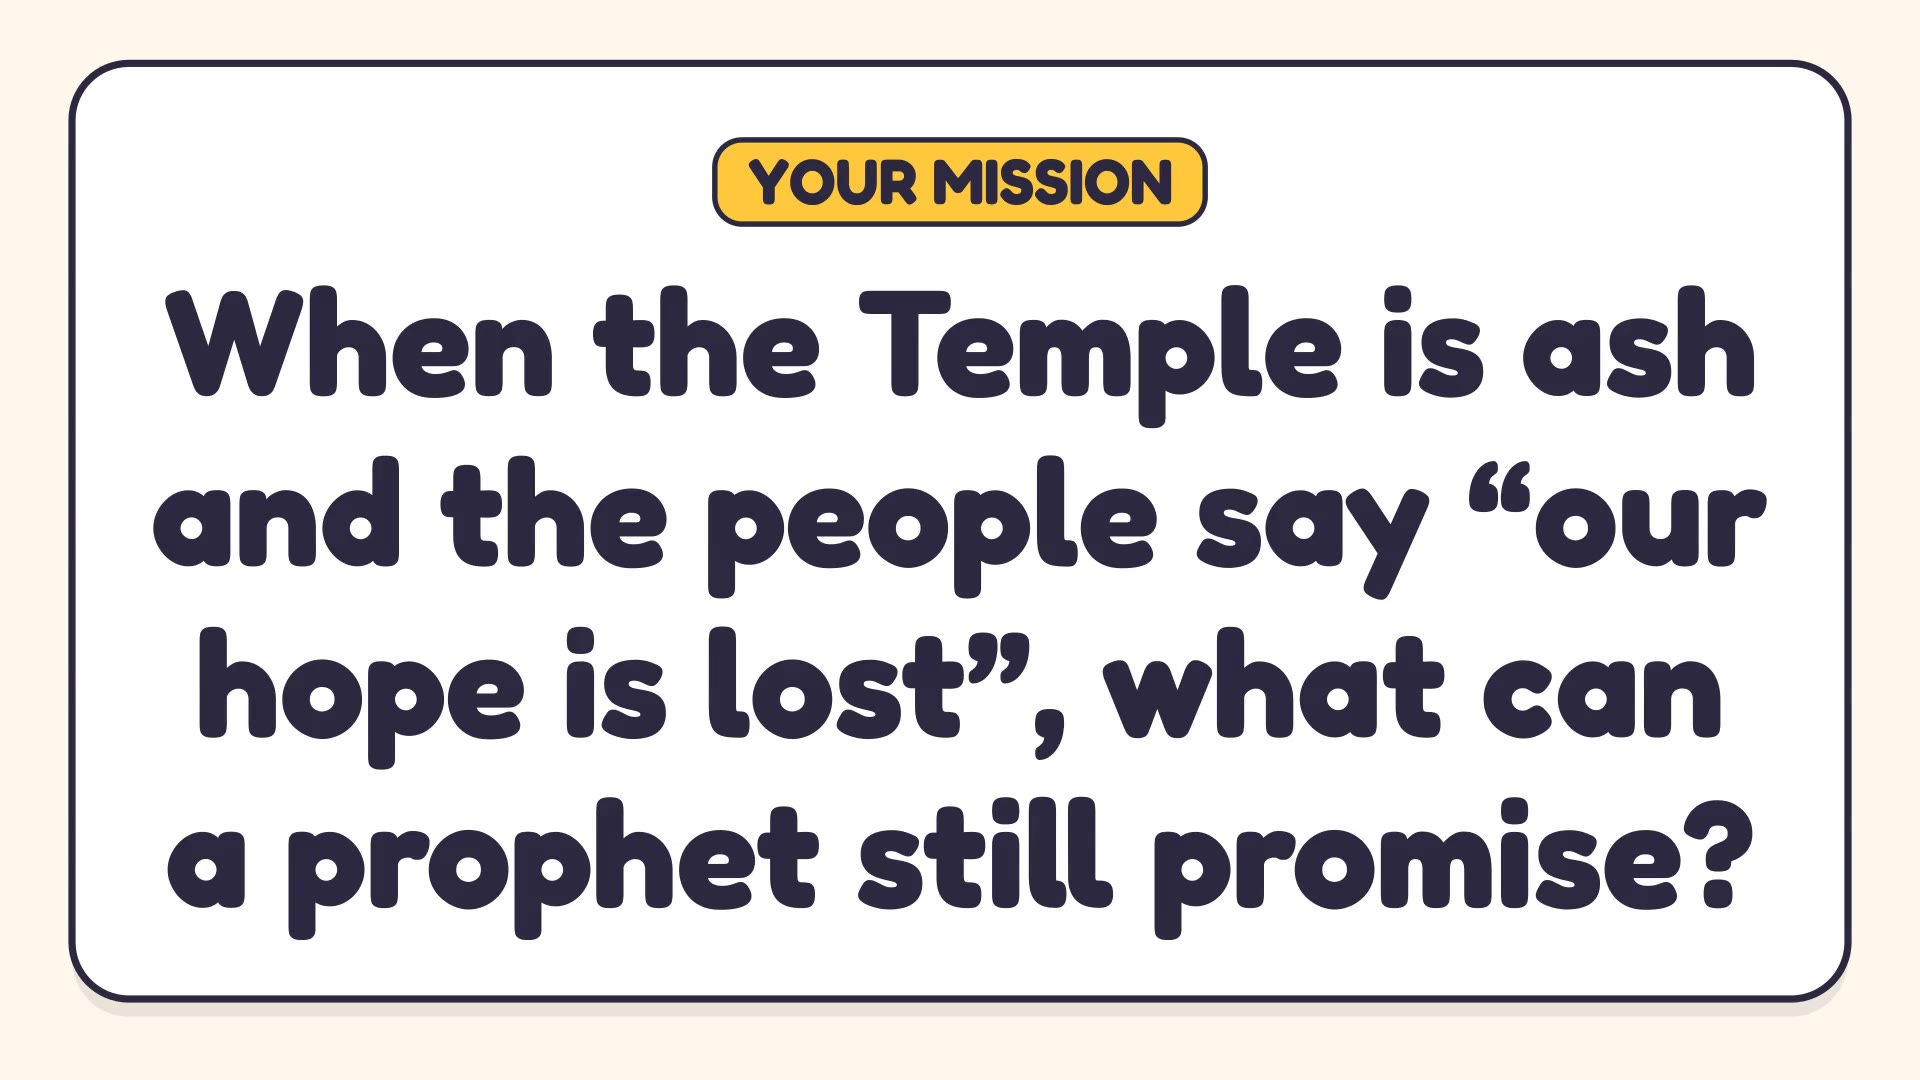 YOUR MISSION
When the Temple is ash
and the people say “our
hope is lost”, what can
a prophet still promise?